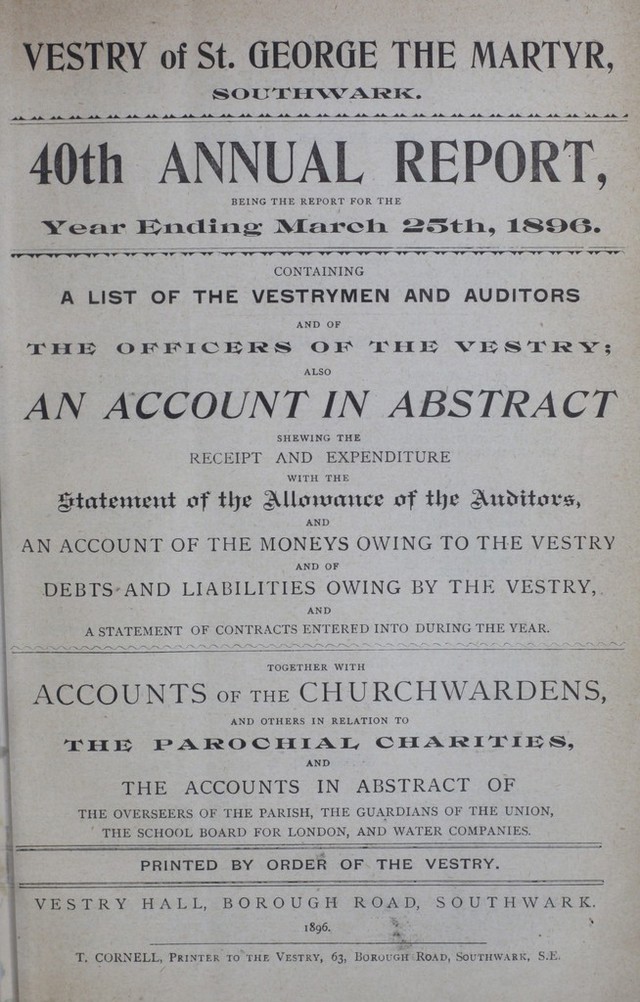 VESTRY of St. GEORGE THE MARTYR,
SOUTHWARK.
40th ANNUAL REPORT,
BEING THE REPORT FOR THE
Year Ending March 25th, 1896.
CONTAINING
A LIST OF THE VESTRYMEN AND AUDITORS
AND OF
THE OFFICERS OF THE VESTRY;
ALSO
AN ACCOUNT IN ABSTRACT
SHEWING THE
RECEIPT AND EXPENDITURE
WITH THE
Statement of the Allowance of the Auditors,
AND
AN ACCOUNT OF THE MONEYS OWING TO THE VESTRY
AND OF
DEBTS AND LIABILITIES OWING BY THE VESTRY,
AND
A STATEMENT OF CONTRACTS ENTERED INTO DURING THE YEAR.
TOGETHER WITH
ACCOUNTS OF THE CHURCHWARDENS,
AND OTHERS IN RELATION TO
THE PAROCHIAL CHARITIES,
AND
THE ACCOUNTS IN ABSTRACT OF
THE OVERSEERS OF THE PARISH, THE GUARDIANS OF THE UNION,
THE SCHOOL BOARD FOR LONDON, AND WATER COMPANIES.
PRINTED BY ORDER OF THE VESTRY.
VESTRY HALL, BOROUGH ROAD, SOUTHWARK.
1896.
T. CORNELL, PRINTER TO THE VESTRY, 63, BOROUGH ROAD, SOUTHWARK, S.E.